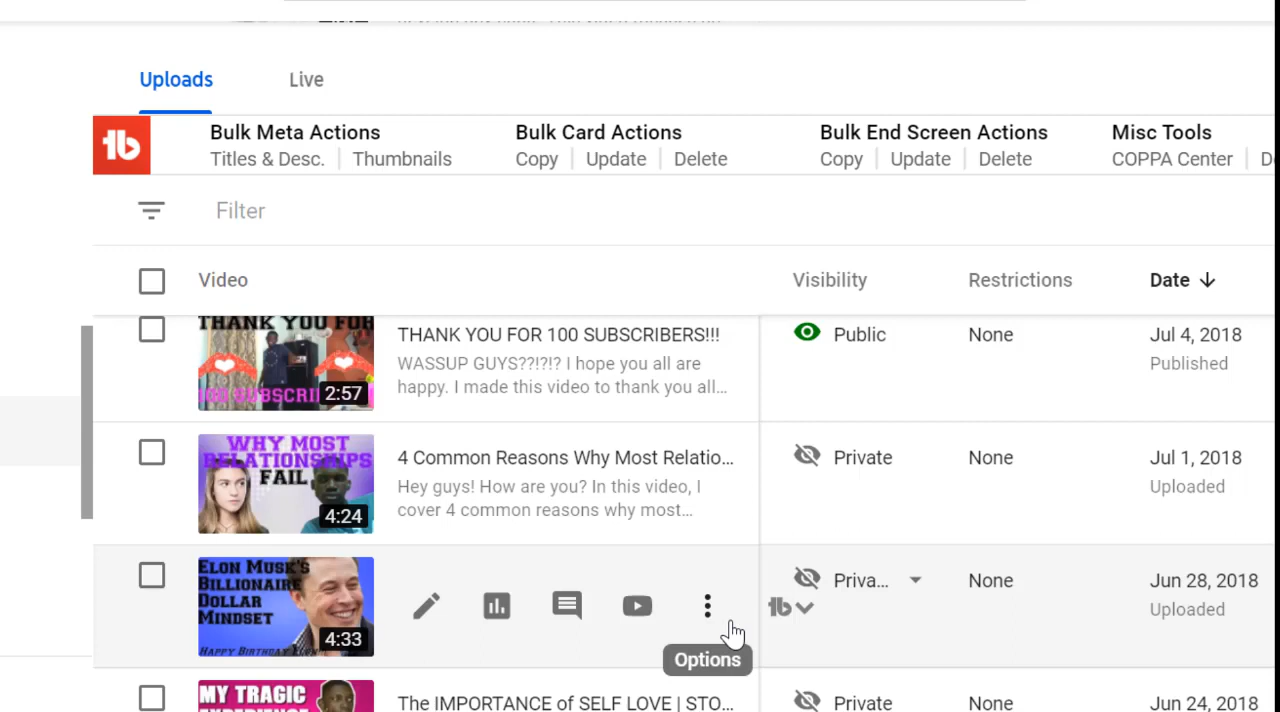 Uploads Live
Bulk Meta Actions Bulk Card Actions Bulk End Screen Actions Misc Tools
Titles & Desc. Thumbnails Copy Update Delete Copy Update Delete COPPA Center D
Filter
Video Visibility Restrictions Date
THANK YOU FOR
100 SUBSCRI
2:57
THANK YOU FOR 100 SUBSCRIBERS!!! Public None Jul 4, 2018
WASSUP GUYS??!?!? I hope you all are Published
happy. I made this video to thank you all...
WHY MOST
RELATIONSHIPS
FAIL
4:24
4 Common Reasons Why Most Relatio... Private None Jul 1, 2018
Hey guys! How are you? In this video, I Uploaded
cover 4 common reasons why most...
ELON MUSK'S
BILLIONAIRE
DOLLAR
MINDSET
HAPPY BIRTHDAY
4:33
Priva... None Jun 28, 2018
Uploaded
Options
MY TRAGIC
The IMPORTANCE of SELF LOVE | STO... Private None Jun 24, 2018